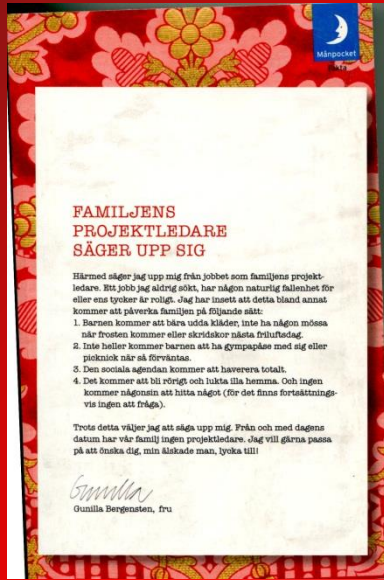 Månpocket
FAMILJENS
PROJEKTLEDARE
SÄGER UPP SIG
Härmed säger jag upp mig från jobbet som familjens projekt-
ledare. Ett jobb jag aldrig sökt, har någon naturlig fallenhet för
eller ens tycker är roligt. Jag har insett att detta bland annat
kommer att påverka familjen på följande sätt:
1. Barnen kommer att bära udda kläder, inte ha någon mössa
när frosten kommer eller skridskor nästa friluftsdag.
2. Inte heller kommer barnen att ha gympapåse med sig eller
picknick när så förväntas.
3. Den sociala agendan kommer att haverera totalt.
4. Det kommer att bli rörigt och lukta illa hemma. Och ingen
kommer någonsin att hitta något (för det finns fortsättnings-
vis ingen att fråga).
Trots detta väljer jag att säga upp mig. Från och med dagens
datum har vår familj ingen projektledare. Jag vill gärna passa
på att önska dig, min älskade man, lycka till!
Gunilla
Gunilla Bergensten, fru